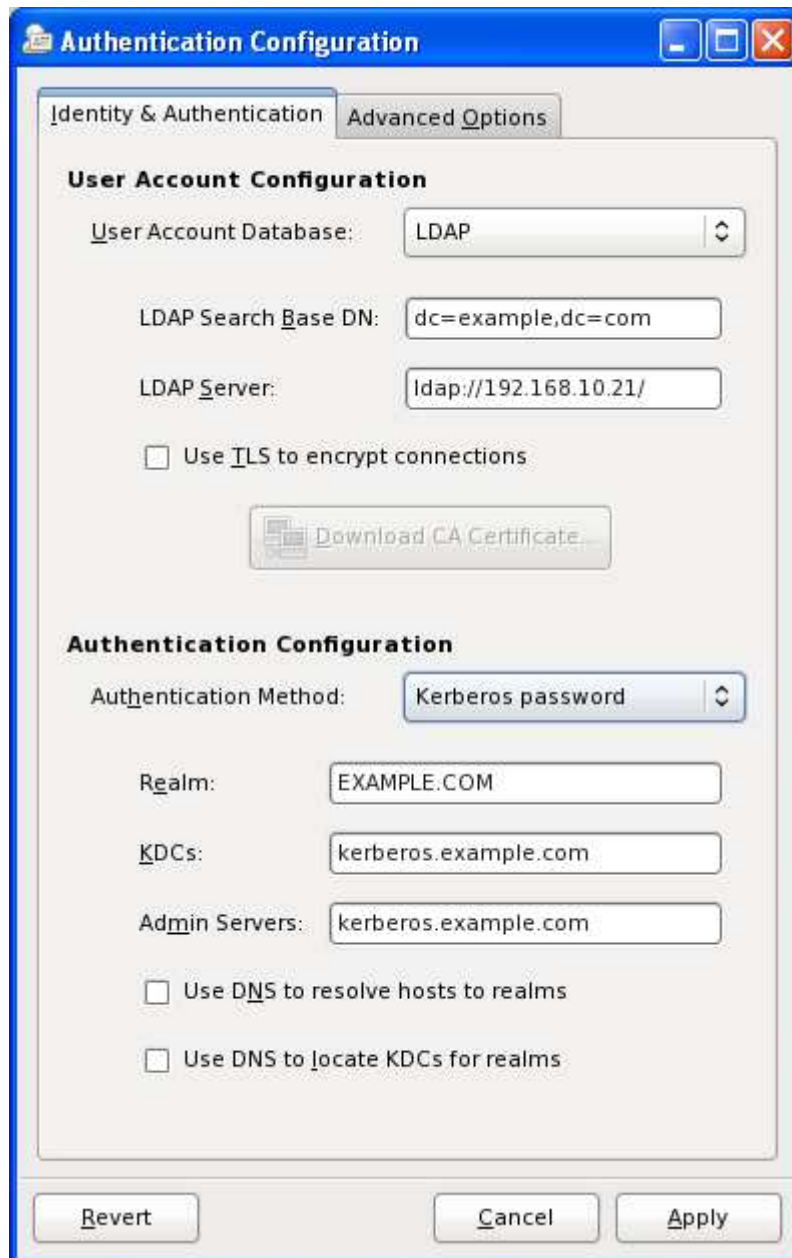 Authentication Configuration
Identity & Authentication
Advanced Options
User Account Configuration
User Account Database: LDAP
LDAP Search Base DN: dc=example,dc=com
LDAP Server: ldap://192.168.10.21/
Use TLS to encrypt connections
Download CA Certificate...
Authentication Configuration
Authentication Method: Kerberos password
Realm: EXAMPLE.COM
KDCs: kerberos.example.com
Admin Servers: kerberos.example.com
Use DNS to resolve hosts to realms
Use DNS to locate KDCs for realms
Revert
Cancel
Apply